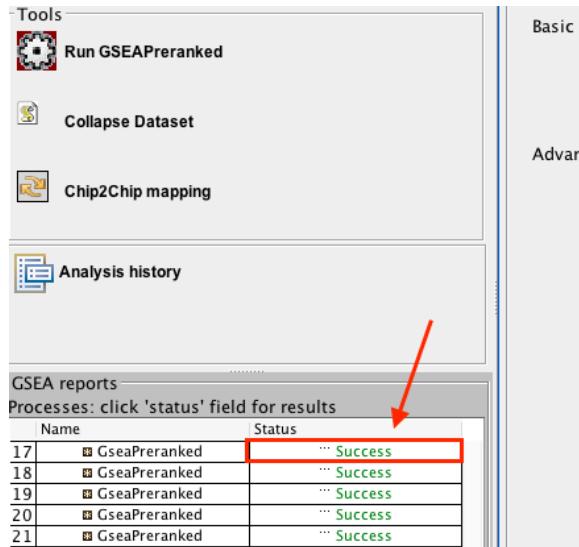 Tools
Run GSEAPreranked
Collapse Dataset
Chip2Chip mapping
Analysis history
GSEA reports
Processes: click 'status' field for results
Name Status
17 GseaPreranked ... Success
18 GseaPreranked ... Success
19 GseaPreranked ... Success
20 GseaPreranked ... Success
21 GseaPreranked ... Success
Basic
Advar